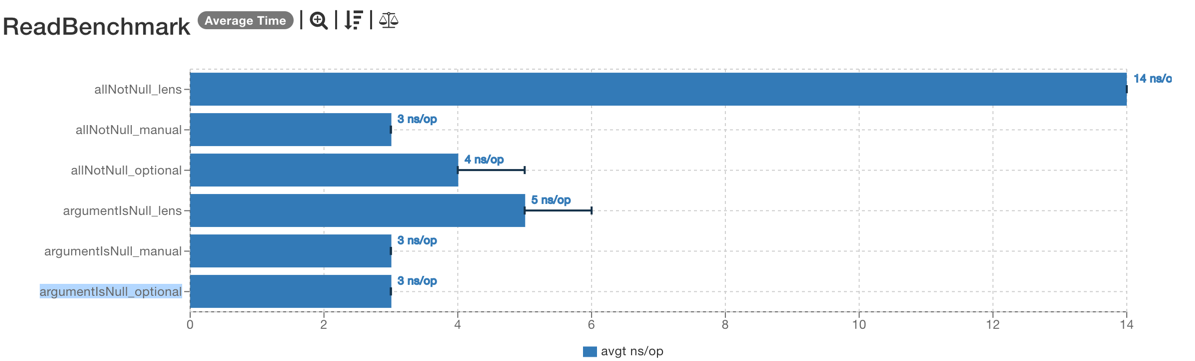 ReadBenchmark Average Time
allNotNull_lens 14 ns/c
allNotNull_manual 3 ns/op
allNotNull_optional 4 ns/op
argumentIsNull_lens 5 ns/op
argumentIsNull_manual 3 ns/op
argumentIsNull_optional 3 ns/op
0 2 4 6 8 10 12 14
avgt ns/op